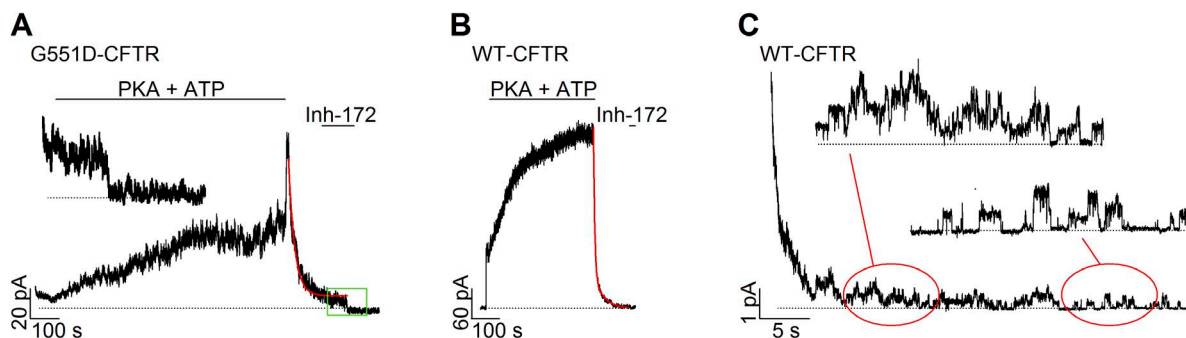 A
G551D-CFTR
PKA + ATP
Inh-172
20 pA
100 s
B
WT-CFTR
PKA + ATP
Inh-172
60 pA
100 s
C
WT-CFTR
1 pA
5 s